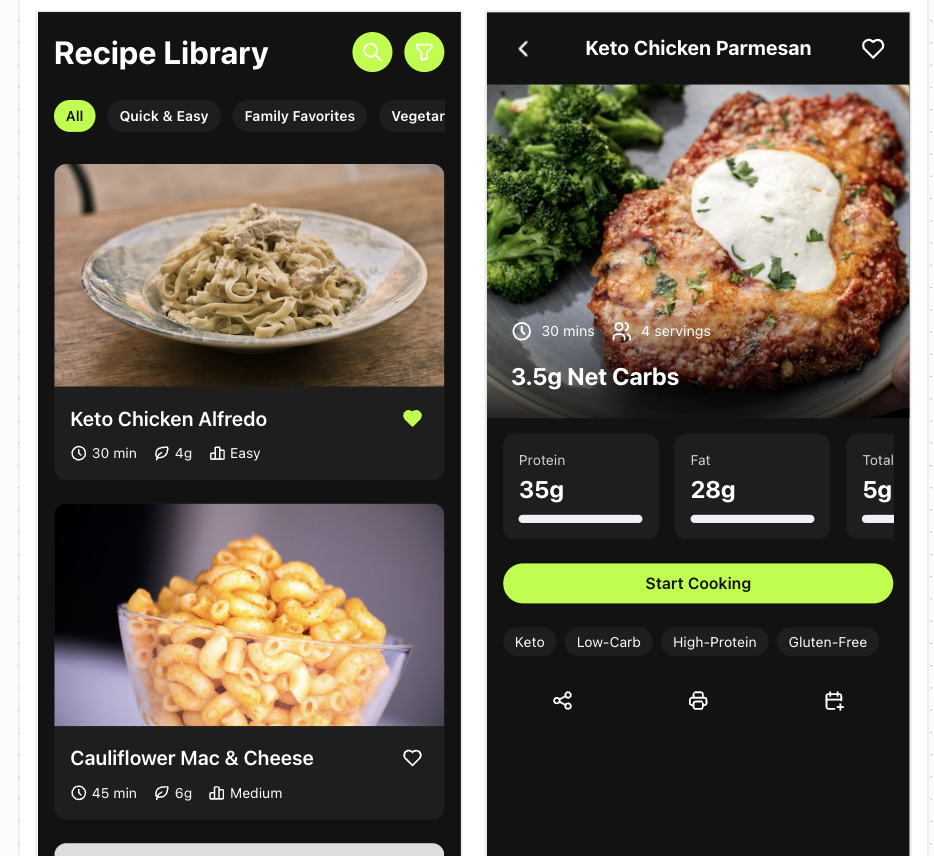 Recipe Library
All
Quick & Easy
Family Favorites
Vegetar
Keto Chicken Alfredo
30 min 4g Easy
Cauliflower Mac & Cheese
45 min 6g Medium
Keto Chicken Parmesan
30 mins 4 servings
3.5g Net Carbs
Protein
35g
Fat
28g
Total
5g
Start Cooking
Keto
Low-Carb
High-Protein
Gluten-Free